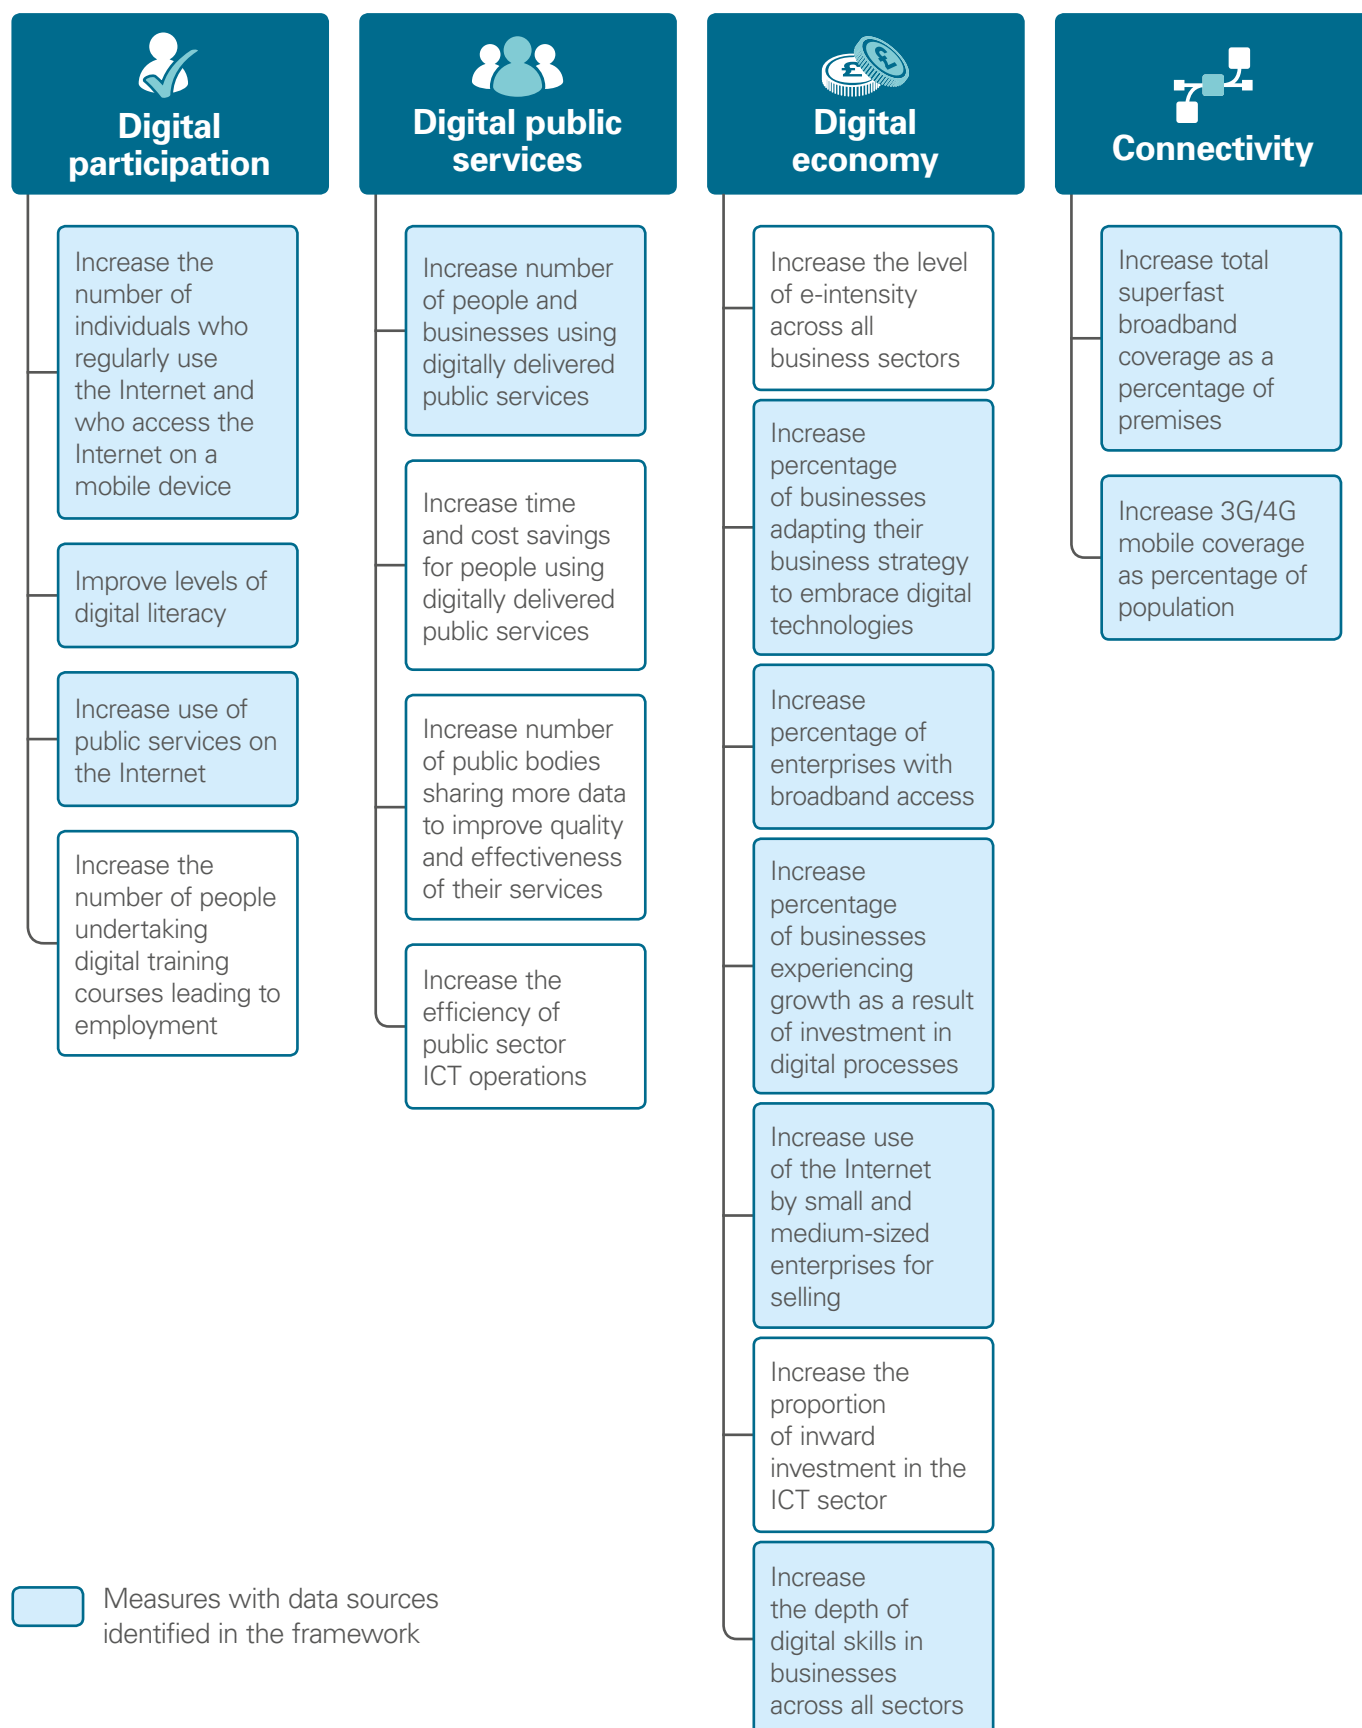 Digital
participation
Increase the
number of
individuals who
regularly use
the Internet and
who access the
Internet on a
mobile device
Improve levels of
digital literacy
Increase use of
public services on
the Internet
Increase the
number of people
undertaking
digital training
courses leading to
employment
Digital public
services
Increase number
of people and
businesses using
digitally delivered
public services
Increase time
and cost savings
for people using
digitally delivered
public services
Increase number
of public bodies
sharing more data
to improve quality
and effectiveness
of their services
Increase the
efficiency of
public sector
ICT operations
££
Digital
economy
Increase the level
of e-intensity
across all
business sectors
Increase
percentage
of businesses
adapting their
business strategy
to embrace digital
technologies
Increase
percentage of
enterprises with
broadband access
Increase
percentage
of businesses
experiencing
growth as a result
of investment in
digital processes
Increase use
of the Internet
by small and
medium-sized
enterprises for
selling
Increase the
proportion
of inward
investment in the
ICT sector
Increase
the depth of
digital skills in
businesses
across all sectors
Connectivity
Increase total
superfast
broadband
coverage as a
percentage of
premises
Increase 3G/4G
mobile coverage
as percentage of
population
Measures with data sources
identified in the framework